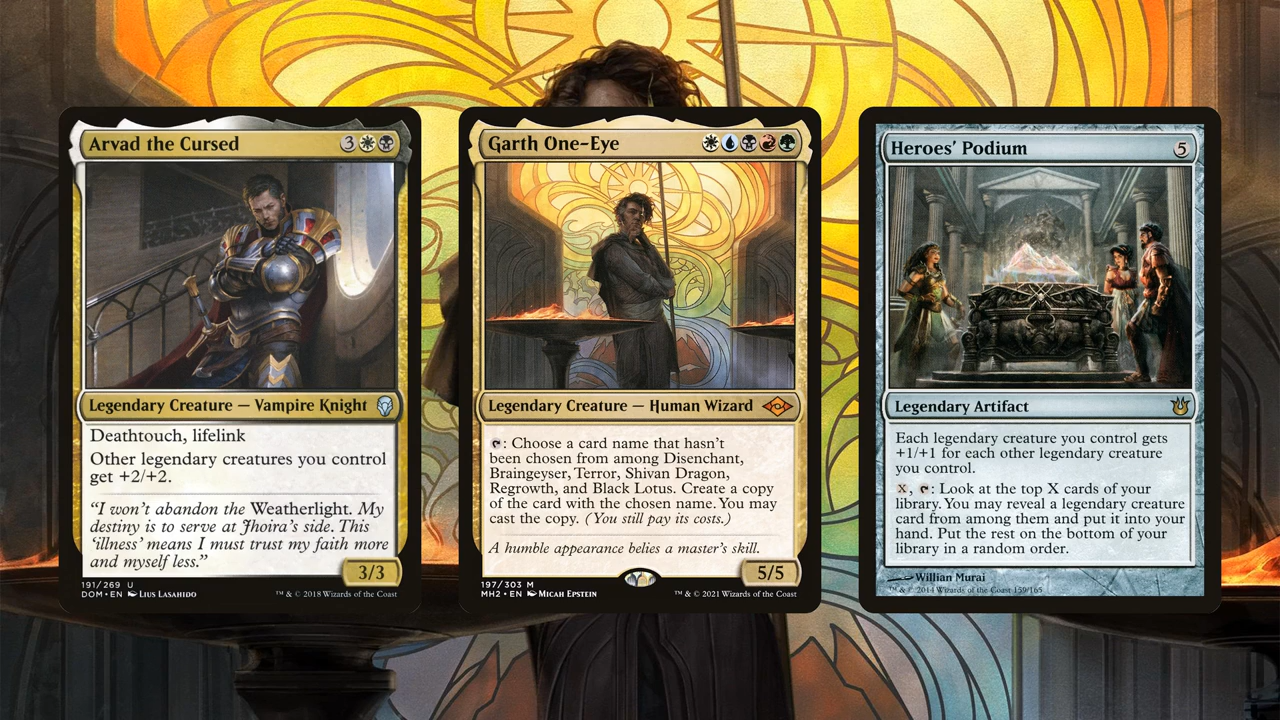 Arvad the Cursed
3
Legendary Creature — Vampire Knight
Deathtouch, lifelink
Other legendary creatures you control
get +2/+2.
"I won't abandon the Weatherlight. My
destiny is to serve at Jhoira's side. This
'illness' means I must trust my faith more
and myself less."
3/3
191/269 U
DOM • EN Lius Lasahido
™ & © 2018 Wizards of the Coast
Garth One-Eye
Legendary Creature — Human Wizard
: Choose a card name that hasn't
been chosen from among Disenchant,
Braingeyser, Terror, Shivan Dragon,
Regrowth, and Black Lotus. Create a copy
of the card with the chosen name. You may
cast the copy. (You still pay its costs.)
A humble appearance belies a master's skill.
5/5
197/303 M
MH2 • EN Micah Epstein
™ & © 2021 Wizards of the Coast
Heroes' Podium
5
Legendary Artifact
Each legendary creature you control gets
+1/+1 for each other legendary creature
you control.
X, : Look at the top X cards of your
library. You may reveal a legendary creature
card from among them and put it into your
hand. Put the rest on the bottom of your
library in a random order.
Willian Murai
™ & © 2014 Wizards of the Coast 159/165